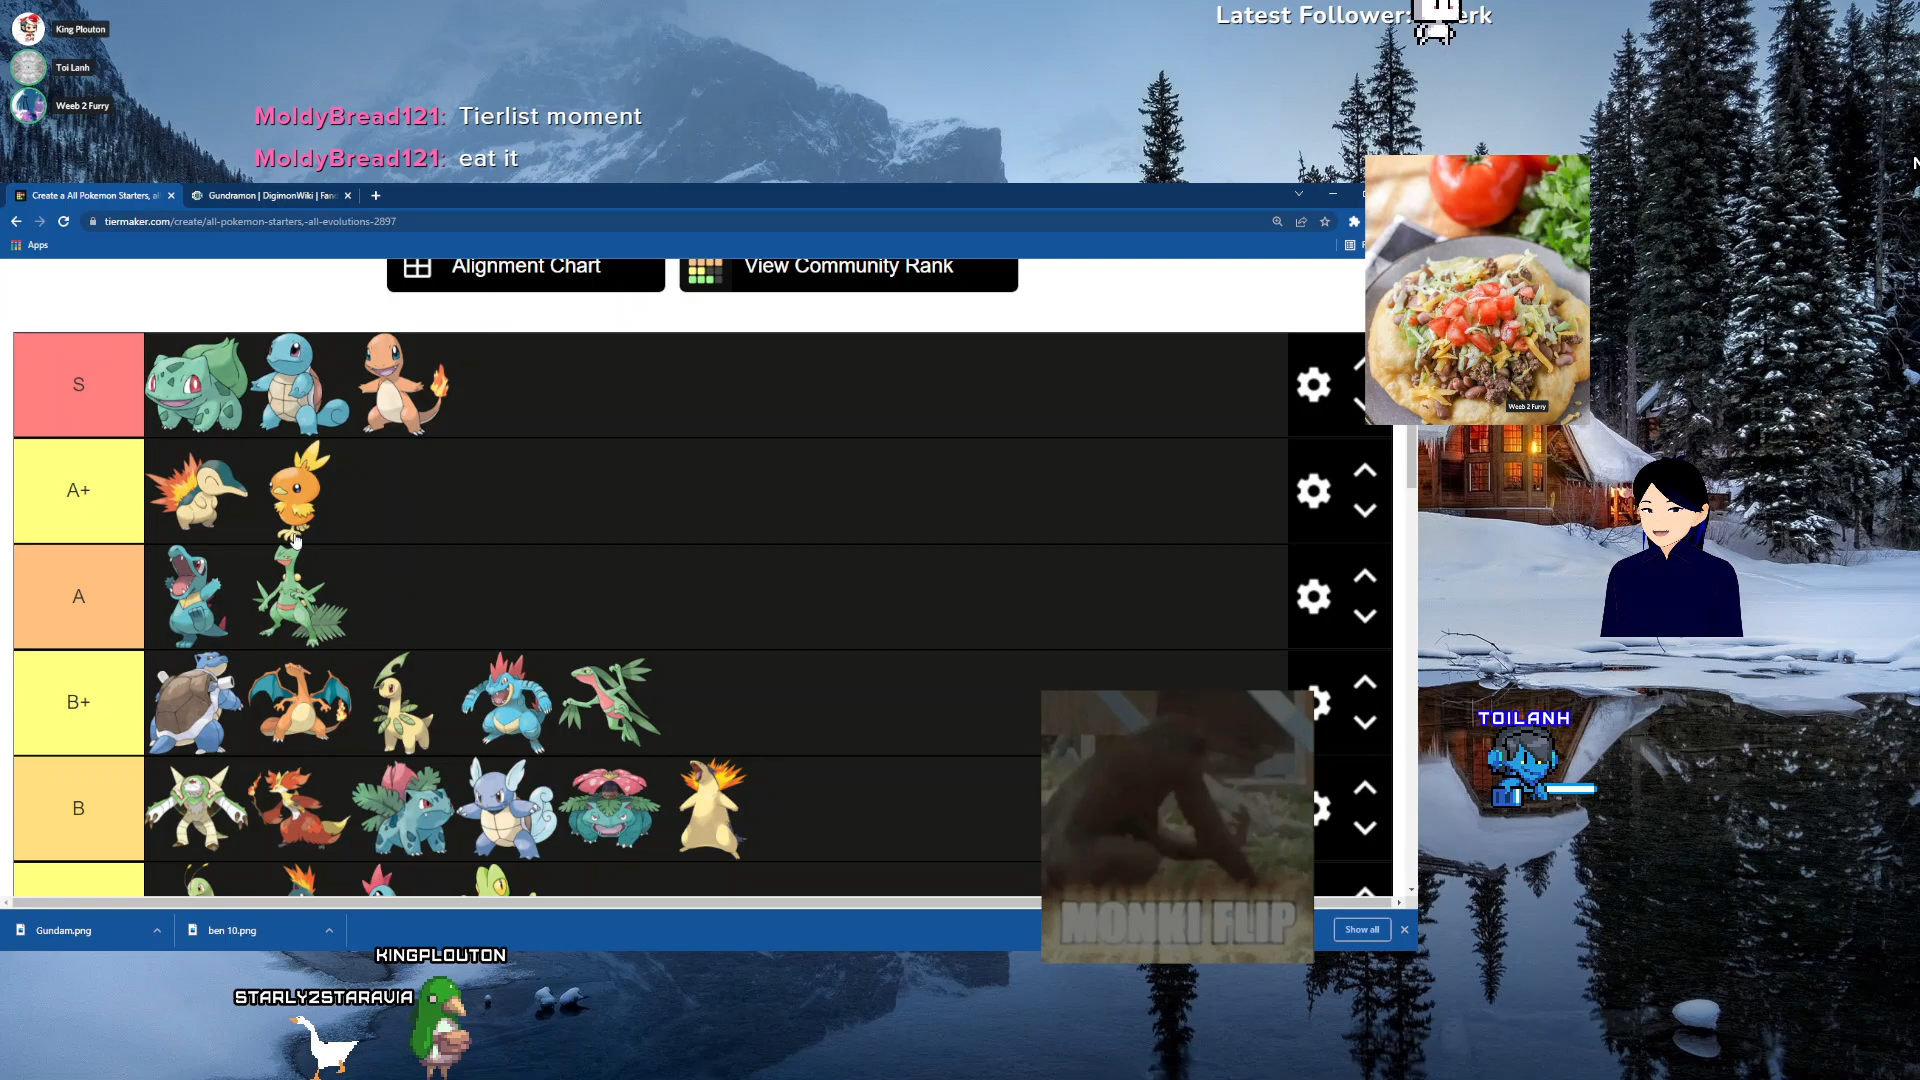 King Plouton
Latest Follower:
erk
Toi Lanh
Weeb 2 Furry
MoldyBread121: Tierlist moment
MoldyBread121: eat it
Create a All Pokemon Starters, al
Gundramon | DigimonWiki | Fand
tiermaker.com/create/all-pokemon-starters,-all-evolutions-2897
Apps
Alignment Chart
View Community Rank
S
A+
A
B+
B
Weeb 2 Furry
TOILANH
MONKI FLIP
Gundam.png
ben 10.png
Show all
KINGPLOUTON
STARLY2STARAVIA